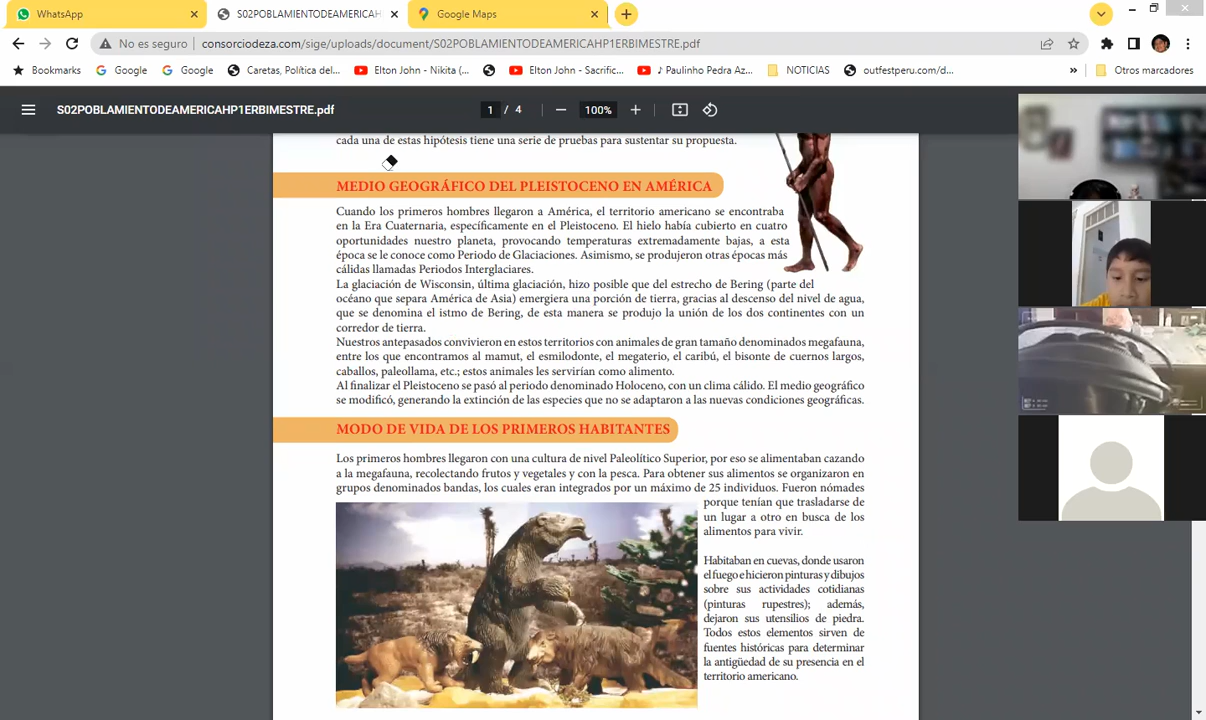 WhatsApp
S02POBLAMIENTODEAMERICAH
Google Maps
No es seguro
consorciodeza.com/sige/uploads/document/S02POBLAMIENTODEAMERICAHP1ERBIMESTRE.pdf
Bookmarks
Google
Google
Caretas, Política del...
Elton John - Nikita (...
Elton John - Sacrific...
♪ Paulinho Pedra Az...
NOTICIAS
outfestperu.com/d...
»
Otros marcadores
S02POBLAMIENTODEAMERICAHP1ERBIMESTRE.pdf
1 / 4
100%
cada una de estas hipótesis tiene una serie de pruebas para sustentar su propuesta.
MEDIO GEOGRÁFICO DEL PLEISTOCENO EN AMÉRICA
Cuando los primeros hombres llegaron a América, el territorio americano se encontraba
en la Era Cuaternaria, específicamente en el Pleistoceno. El hielo había cubierto en cuatro
oportunidades nuestro planeta, provocando temperaturas extremadamente bajas, a esta
época se le conoce como Periodo de Glaciaciones. Asimismo, se produjeron otras épocas más
cálidas llamadas Periodos Interglaciares.
La glaciación de Wisconsin, última glaciación, hizo posible que del estrecho de Bering (parte del
océano que separa América de Asia) emergiera una porción de tierra, gracias al descenso del nivel de agua,
que se denomina el istmo de Bering, de esta manera se produjo la unión de los dos continentes con un
corredor de tierra.
Nuestros antepasados convivieron en estos territorios con animales de gran tamaño denominados megafauna,
entre los que encontramos al mamut, el esmilodonte, el megaterio, el caribú, el bisonte de cuernos largos,
caballos, paleollama, etc.; estos animales les servirían como alimento.
Al finalizar el Pleistoceno se pasó al periodo denominado Holoceno, con un clima cálido. El medio geográfico
se modificó, generando la extinción de las especies que no se adaptaron a las nuevas condiciones geográficas.
MODO DE VIDA DE LOS PRIMEROS HABITANTES
Los primeros hombres llegaron con una cultura de nivel Paleolítico Superior, por eso se alimentaban cazando
a la megafauna, recolectando frutos y vegetales y con la pesca. Para obtener sus alimentos se organizaron en
grupos denominados bandas, los cuales eran integrados por un máximo de 25 individuos. Fueron nómades
porque tenían que trasladarse de
un lugar a otro en busca de los
alimentos para vivir.
Habitaban en cuevas, donde usaron
el fuego e hicieron pinturas y dibujos
sobre sus actividades cotidianas
(pinturas rupestres); además,
dejaron sus utensilios de piedra.
Todos estos elementos sirven de
fuentes históricas para determinar
la antigüedad de su presencia en el
territorio americano.